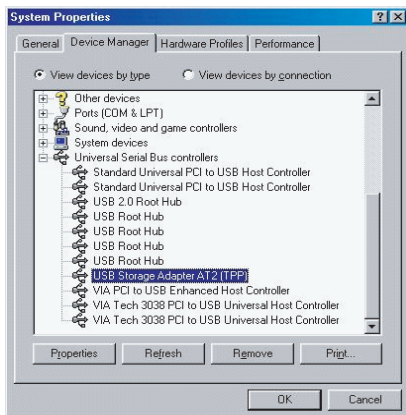 System Properties
General Device Manager Hardware Profiles Performance
View devices by type View devices by connection
Other devices
Ports (COM & LPT)
Sound, video and game controllers
System devices
Universal Serial Bus controllers
Standard Universal PCI to USB Host Controller
Standard Universal PCI to USB Host Controller
USB 2.0 Root Hub
USB Root Hub
USB Root Hub
USB Root Hub
USB Root Hub
USB Storage Adapter AT2 (TPP)
VIA PCI to USB Enhanced Host Controller
VIA Tech 3038 PCI to USB Universal Host Controller
VIA Tech 3038 PCI to USB Universal Host Controller
Properties Refresh Remove Print...
OK Cancel